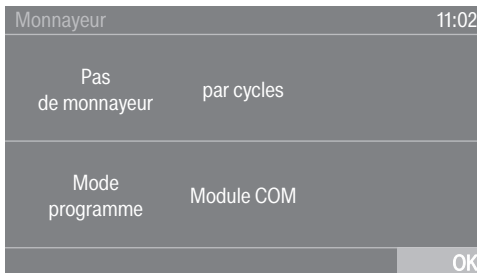 Monnayeur 11:02
Pas
de monnayeur
par cycles
Mode
programme
Module COM
OK